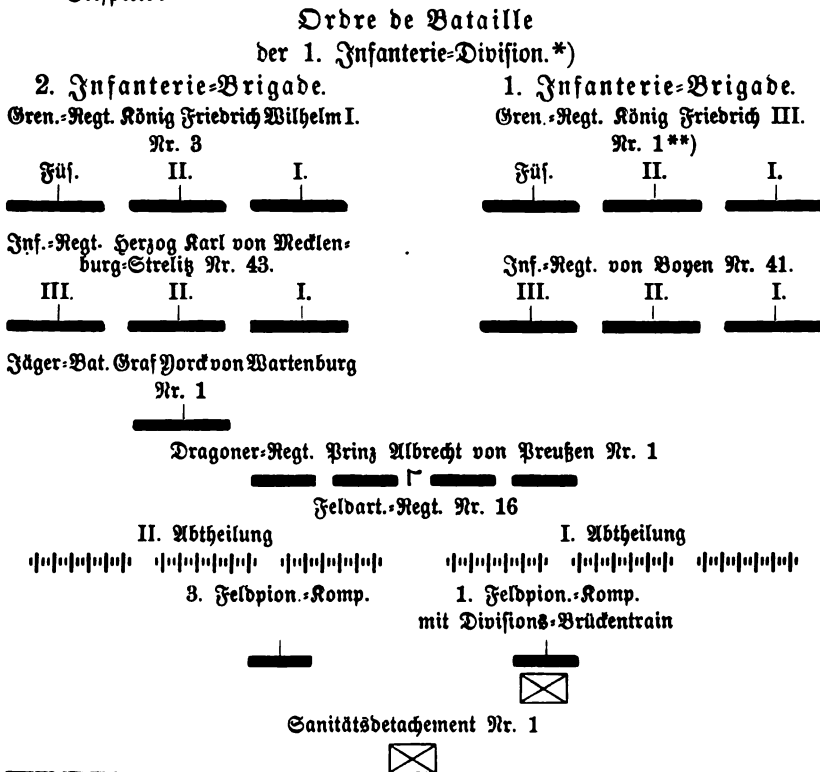 Ordre de Bataille
der 1. Infanterie-Division.*)
2. Infanterie-Brigade.
Gren.-Regt. König Friedrich Wilhelm I.
Nr. 3
Füs. II. I.
Inf.-Regt. Herzog Karl von Mecklen-
burg-Strelitz Nr. 43.
III. II. I.
Jäger-Bat. Graf Yorck von Wartenburg
Nr. 1
1. Infanterie-Brigade.
Gren.-Regt. König Friedrich III.
Nr. 1**)
Füs. II. I.
Inf.-Regt. von Boyen Nr. 41.
III. II. I.
Dragoner-Regt. Prinz Albrecht von Preußen Nr. 1
Feldart.-Regt. Nr. 16
II. Abtheilung
I. Abtheilung
3. Feldpion.-Komp.
1. Feldpion.-Komp.
mit Divisions-Brückentrain
Sanitätsdetachement Nr. 1